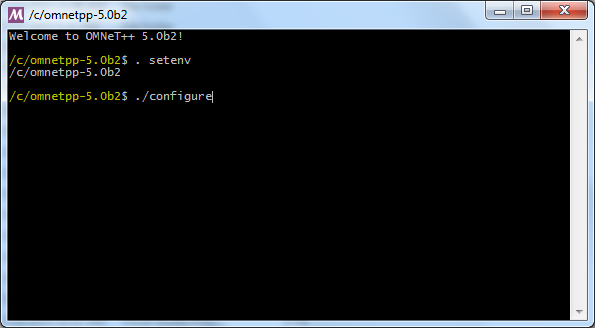 /c/omnetpp-5.0b2
Welcome to OMNeT++ 5.0b2!
/c/omnetpp-5.0b2$ . setenv
/c/omnetpp-5.0b2
/c/omnetpp-5.0b2$ ./configure